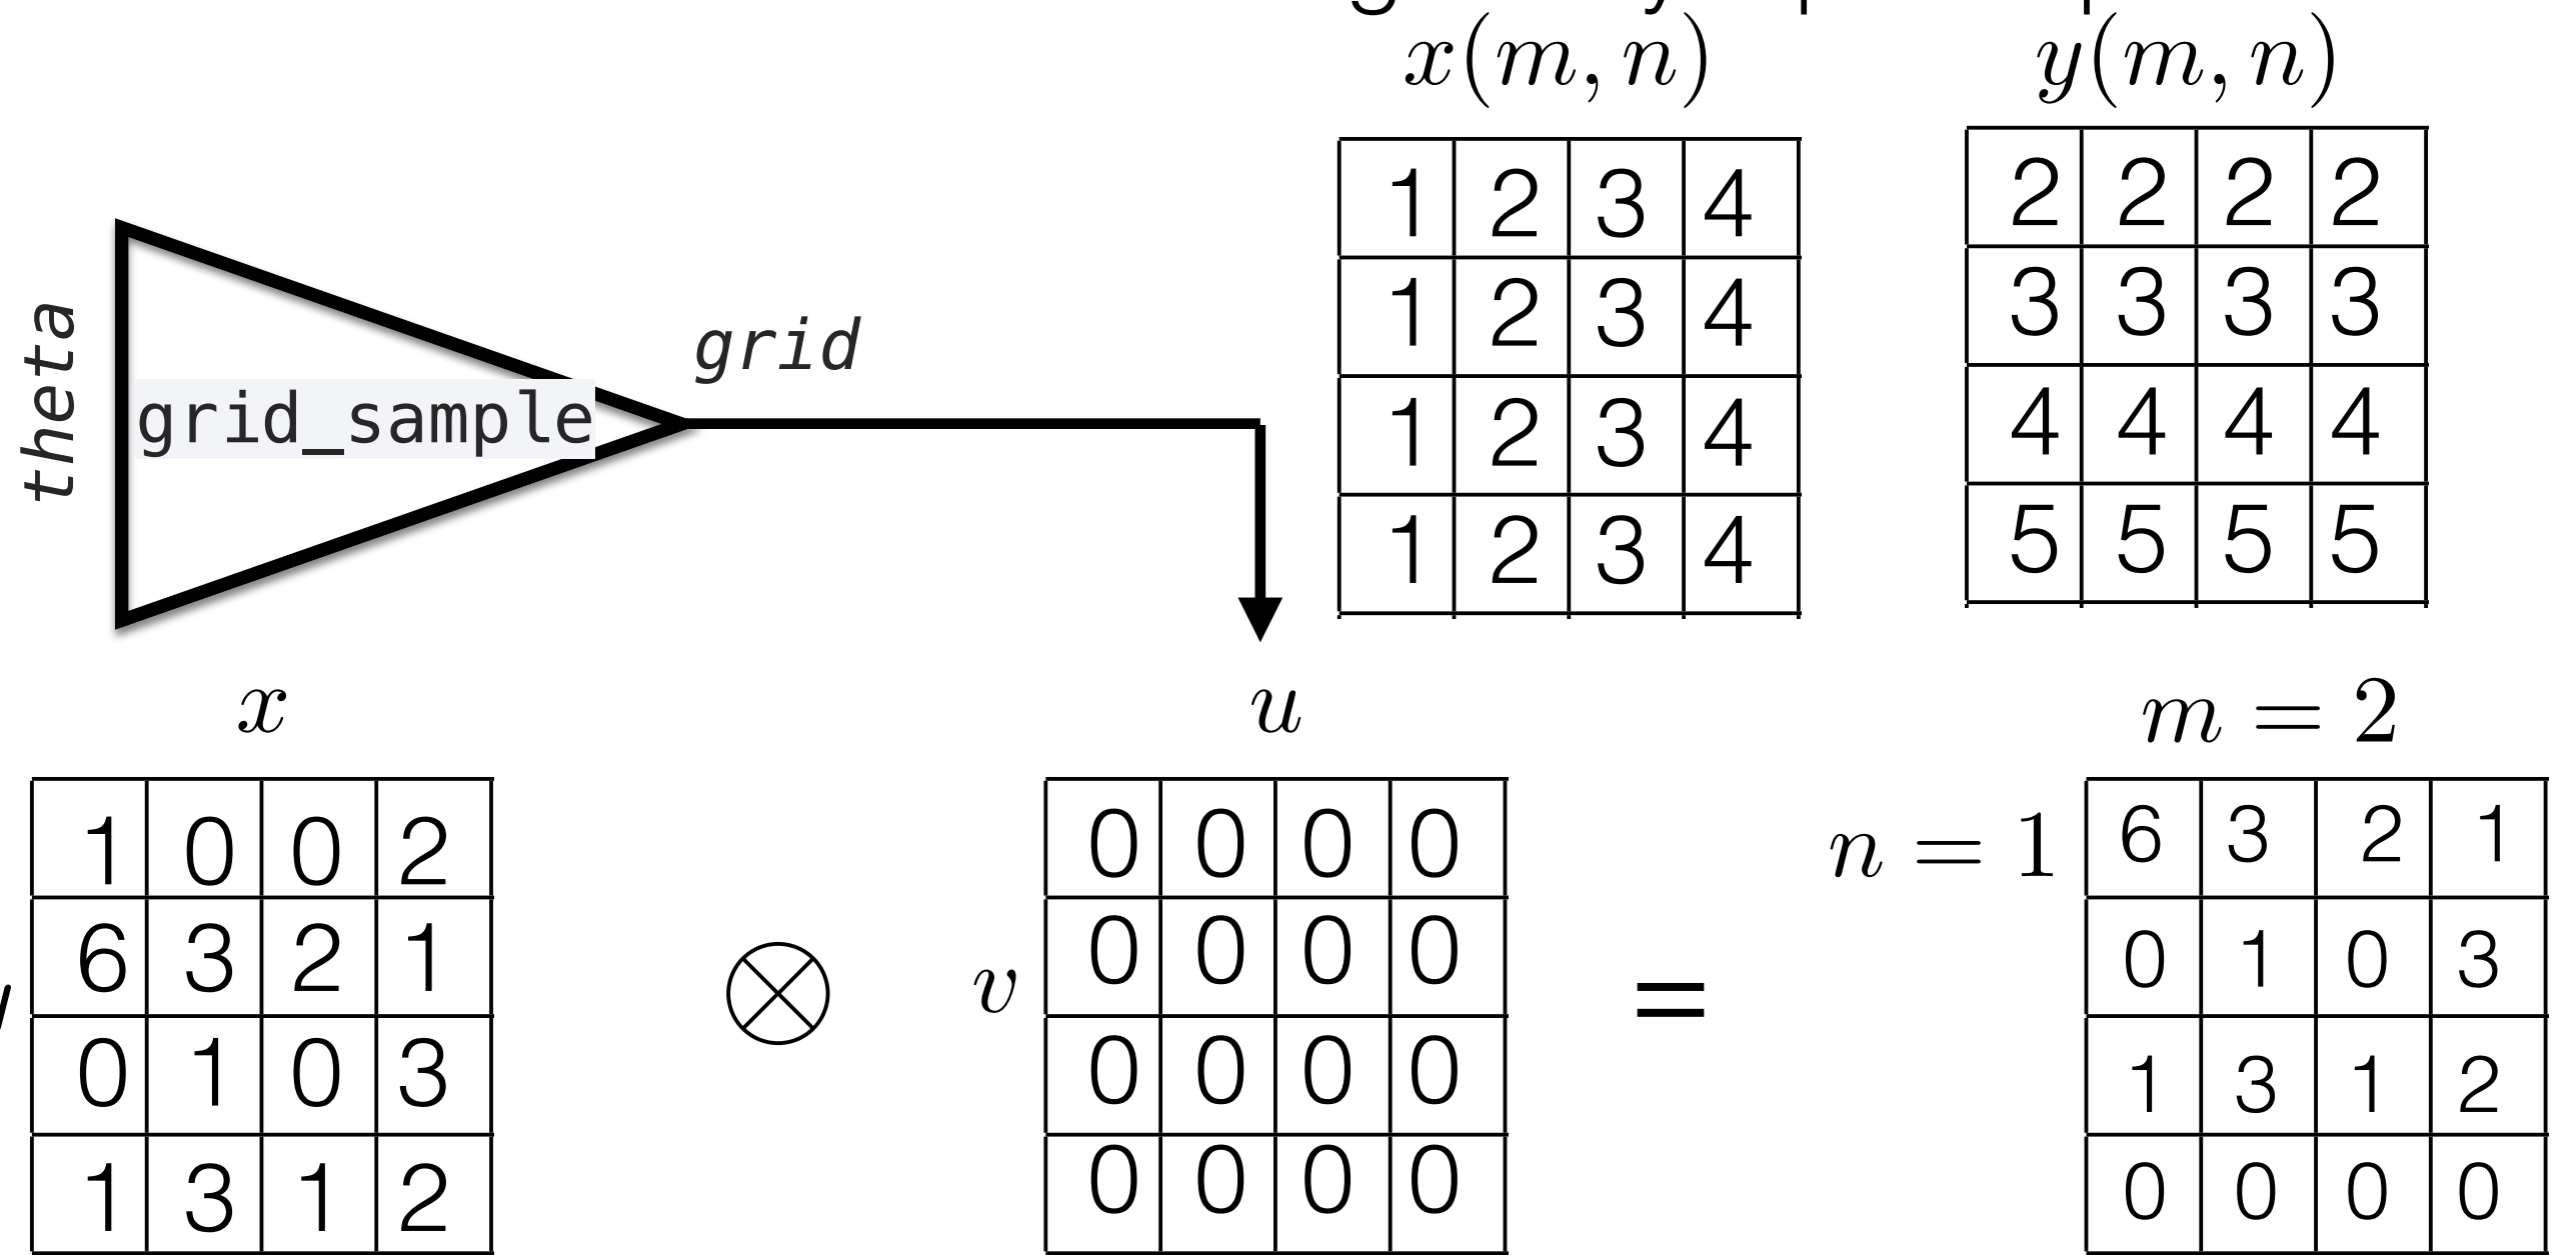 x(m, n) y(m, n)
1 2 3 4
1 2 3 4
1 2 3 4
1 2 3 4
2 2 2 2
3 3 3 3
4 4 4 4
5 5 5 5
theta
grid_sample
grid
x
1 0 0 2
6 3 2 1
0 1 0 3
1 3 1 2
⊗
u
v
0 0 0 0
0 0 0 0
0 0 0 0
0 0 0 0
=
m = 2
n = 1
6 3 2 1
0 1 0 3
1 3 1 2
0 0 0 0